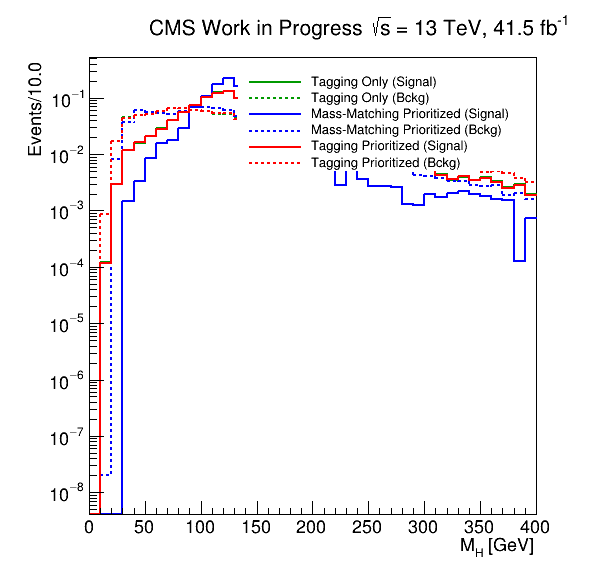 CMS Work in Progress √s = 13 TeV, 41.5 fb⁻¹
Events/10.0
Tagging Only (Signal)
Tagging Only (Bckg)
Mass-Matching Prioritized (Signal)
Mass-Matching Prioritized (Bckg)
Tagging Prioritized (Signal)
Tagging Prioritized (Bckg)
10⁻¹
10⁻²
10⁻³
10⁻⁴
10⁻⁵
10⁻⁶
10⁻⁷
10⁻⁸
0 50 100 150 200 250 300 350 400
M_H [GeV]